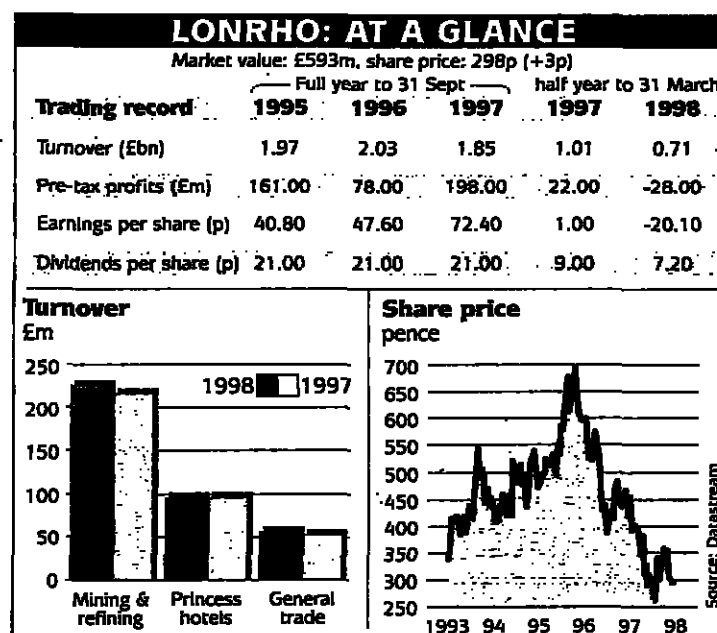 LONRHO: AT A GLANCE
Market value: £593m, share price: 298p (+3p)
Full year to 31 Sept half year to 31 March
Trading record 1995 1996 1997 1997 1998
Turnover (£bn) 1.97 2.03 1.85 1.01 0.71
Pre-tax profits (£m) 161.00 78.00 198.00 22.00 -28.00
Earnings per share (p) 40.80 47.60 72.40 1.00 -20.10
Dividends per share (p) 21.00 21.00 21.00 9.00 7.20
Turnover
£m
250
200
150
100
50
0
1998 1997
Mining & refining
Princess hotels
General trade
Share price
pence
700
650
600
550
500
450
400
350
300
250
1993 94 95 96 97 98
Source: Datastream